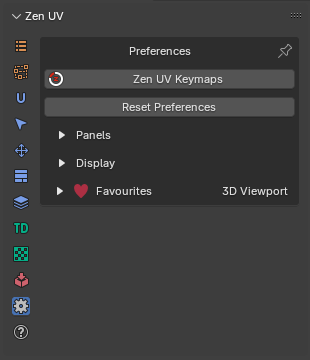 Zen UV
Preferences
Zen UV Keymaps
Reset Preferences
Panels
Display
Favourites 3D Viewport
U
TD
?